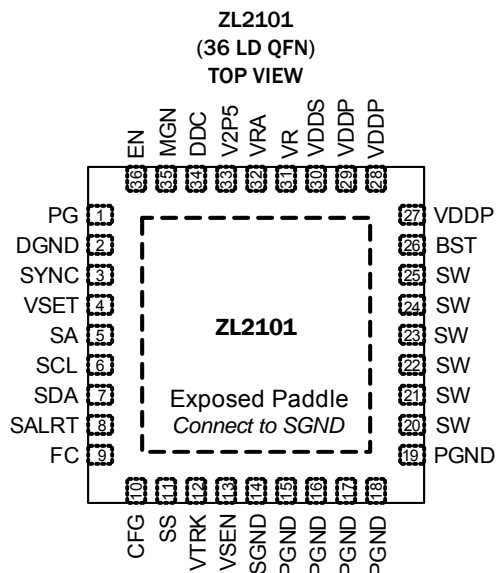 ZL2101
(36 LD QFN)
TOP VIEW
EN
MGN
DDC
V2P5
VRA
VR
VDDS
VDDP
VDDP
36
35
34
33
32
31
30
29
28
PG 1
DGND 2
SYNC 3
VSET 4
SA 5
SCL 6
SDA 7
SALRT 8
FC 9
ZL2101
Exposed Paddle
Connect to SGND
27 VDDP
26 BST
25 SW
24 SW
23 SW
22 SW
21 SW
20 SW
19 PGND
10
11
12
13
14
15
16
17
18
CFG
SS
VTRK
VSEN
SGND
PGND
PGND
PGND
PGND